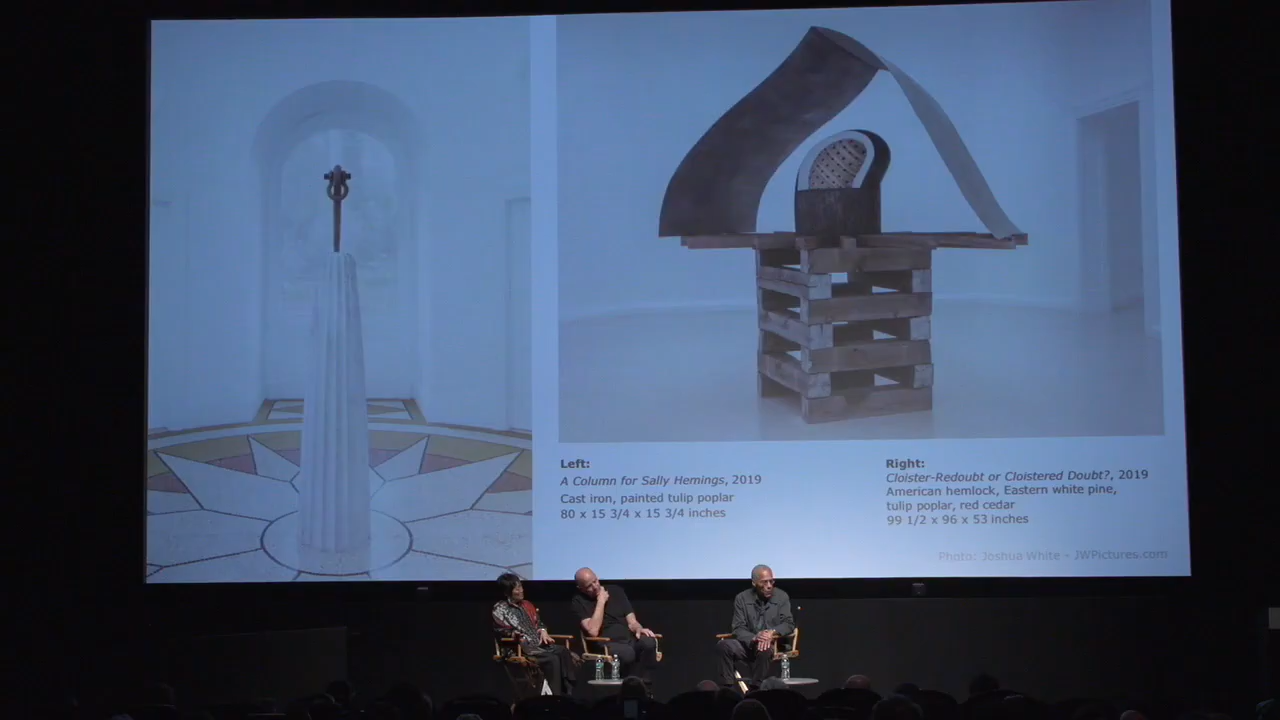 Left:
A Column for Sally Hemings, 2019
Cast iron, painted tulip poplar
80 x 15 3/4 x 15 3/4 inches
Right:
Cloister-Redoubt or Cloistered Doubt?, 2019
American hemlock, Eastern white pine,
tulip poplar, red cedar
99 1/2 x 96 x 53 inches
Photo: Joshua White - JWPictures.com